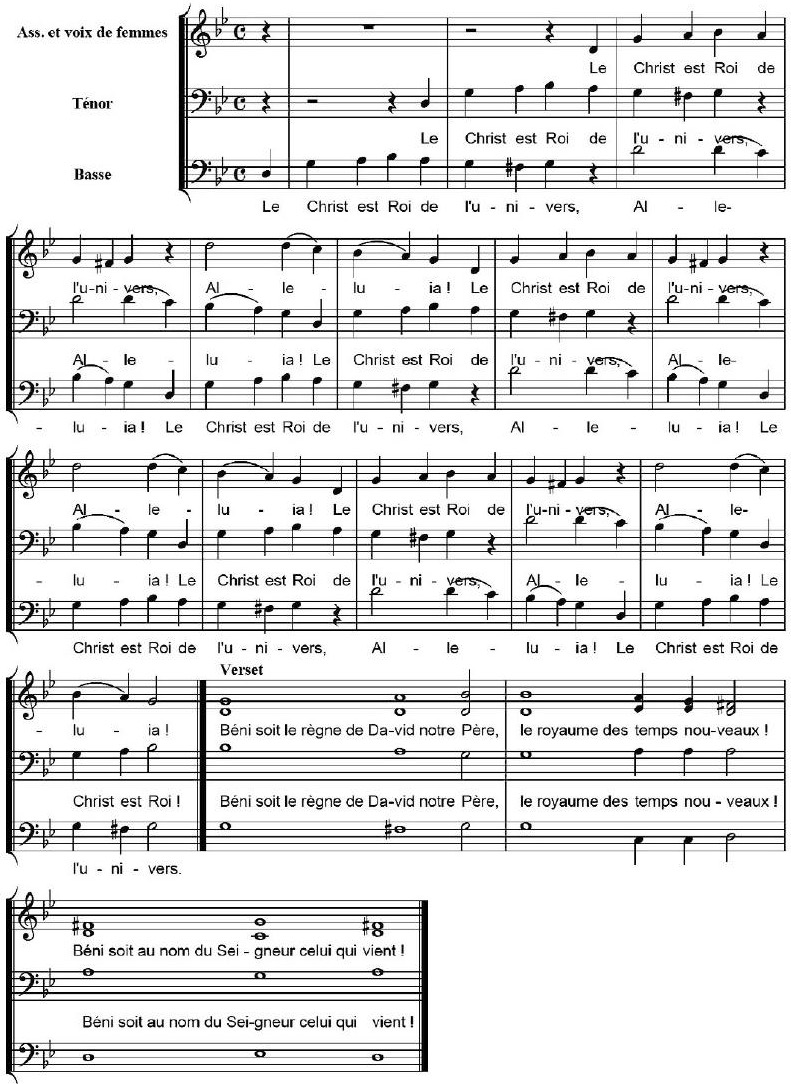 Ass. et voix de femmes
Le Christ est Roi de
Ténor
Le Christ est Roi de l'u - ni - vers,
Basse
Le Christ est Roi de l'u - ni - vers, Al - le-
l'u-ni-vers, Al - le - lu - ia ! Le Christ est Roi de l'u-ni-vers,
Al - le - lu - ia ! Le Christ est Roi de l'u - ni - vers, Al - le-
- lu - ia ! Le Christ est Roi de l'u - ni - vers, Al - le - lu - ia ! Le
Al - le - lu - ia ! Le Christ est Roi de l'u-ni-vers, Al - le-
- lu - ia ! Le Christ est Roi de l'u - ni - vers, Al - le - lu - ia ! Le
Christ est Roi de l'u - ni - vers, Al - le - lu - ia ! Le Christ est Roi de
Verset
- lu - ia ! Béni soit le règne de Da-vid notre Père, le royaume des temps nou-veaux !
Christ est Roi ! Béni soit le règne de Da-vid notre Père, le royaume des temps nou - veaux !
l'u - ni - vers.
Béni soit au nom du Sei - gneur celui qui vient !
Béni soit au nom du Sei-gneur celui qui vient !